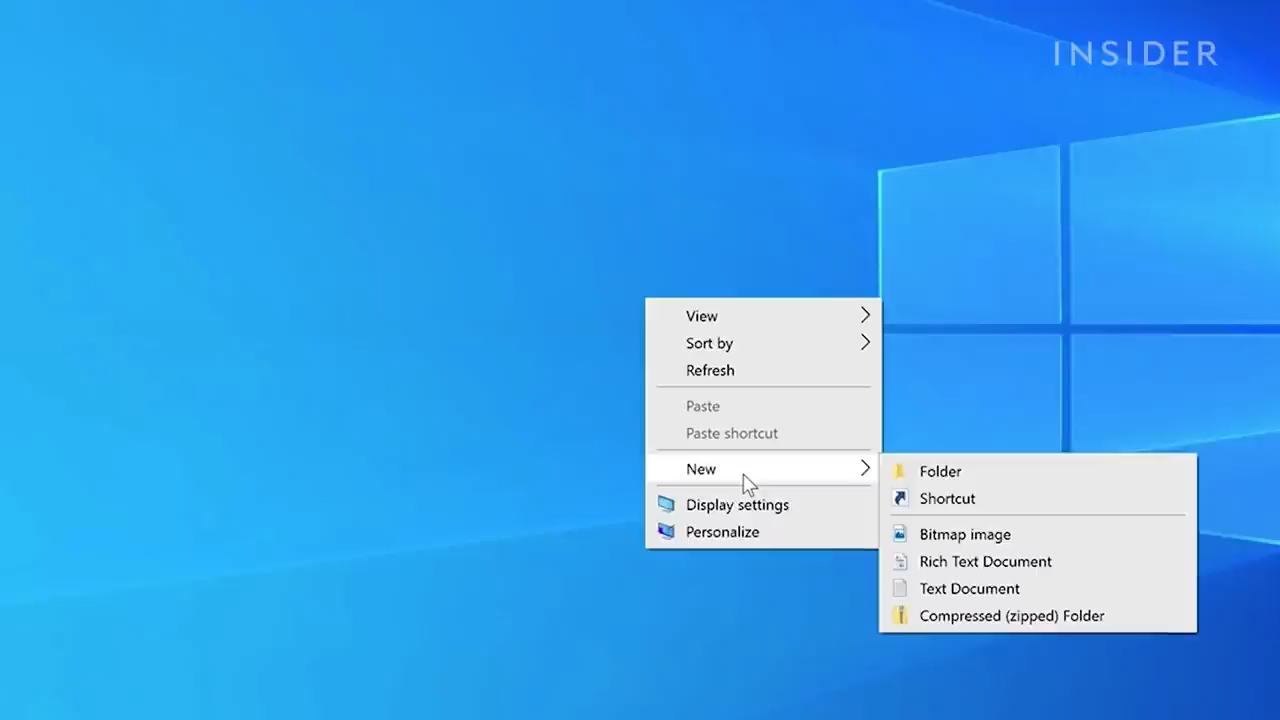 INSIDER
View
Sort by
Refresh
Paste
Paste shortcut
New
Display settings
Personalize
Folder
Shortcut
Bitmap image
Rich Text Document
Text Document
Compressed (zipped) Folder